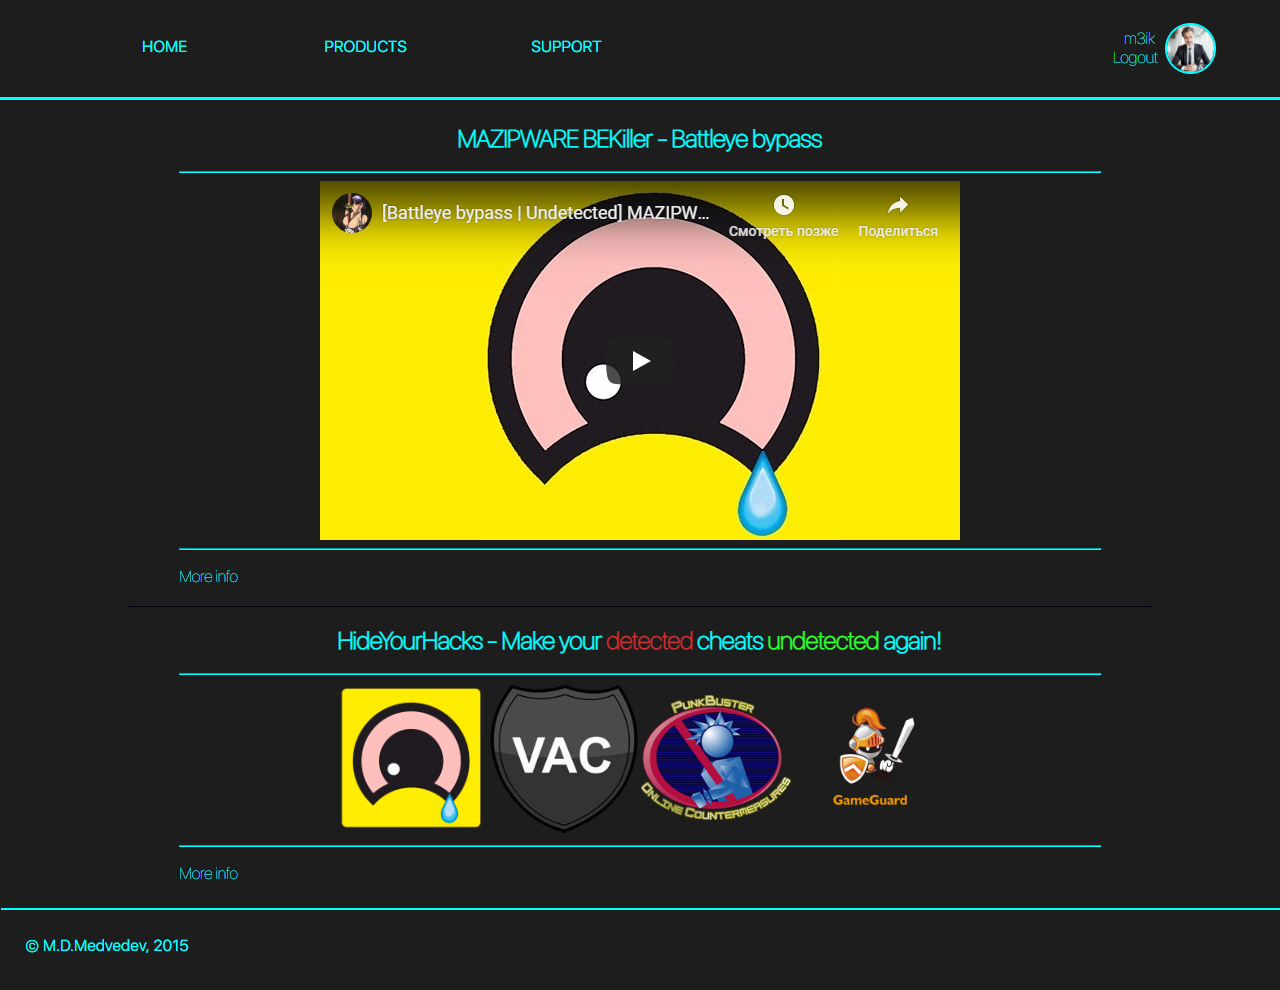 HOME
PRODUCTS
SUPPORT
m3ik
Logout
MAZIPWARE BEKiller - Battleye bypass
[Battleye bypass | Undetected] MAZIPW...
Смотреть позже
Поделиться
More info
HideYourHacks - Make your detected cheats undetected again!
VAC
PUNKBUSTER
ONLINE COUNTERMEASURES
GameGuard
More info
© M.D.Medvedev, 2015